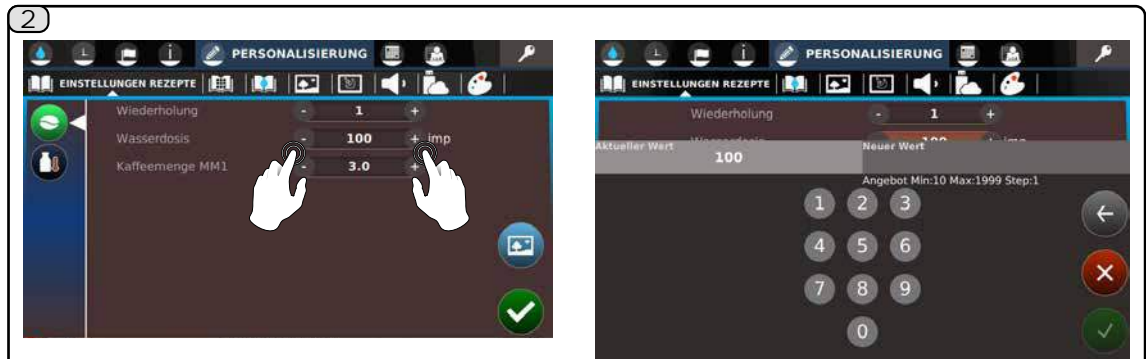 2
PERSONALISIERUNG
EINSTELLUNGEN REZEPTE
Wiederholung - 1 +
Wasserdosis - 100 + imp
Kaffeemenge MM1 - 3.0 +
PERSONALISIERUNG
EINSTELLUNGEN REZEPTE
Wiederholung - 1 +
Aktueller Wert Neuer Wert
100
Angebot Min:10 Max:1999 Step:1
1 2 3
4 5 6
7 8 9
0